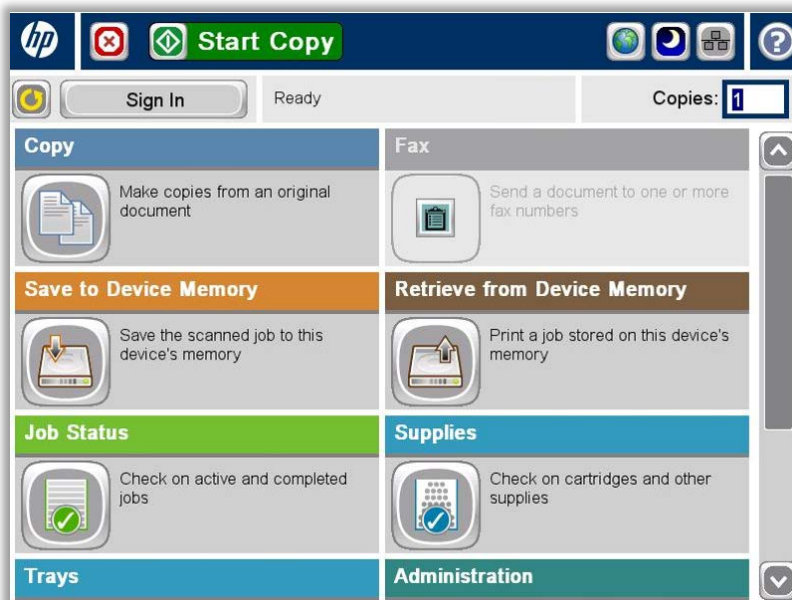 hp
Start Copy
?
Sign In
Ready
Copies: 1
Copy
Make copies from an original
document
Fax
Send a document to one or more
fax numbers
Save to Device Memory
Save the scanned job to this
device's memory
Retrieve from Device Memory
Print a job stored on this device's
memory
Job Status
Check on active and completed
jobs
Supplies
Check on cartridges and other
supplies
Trays
Administration